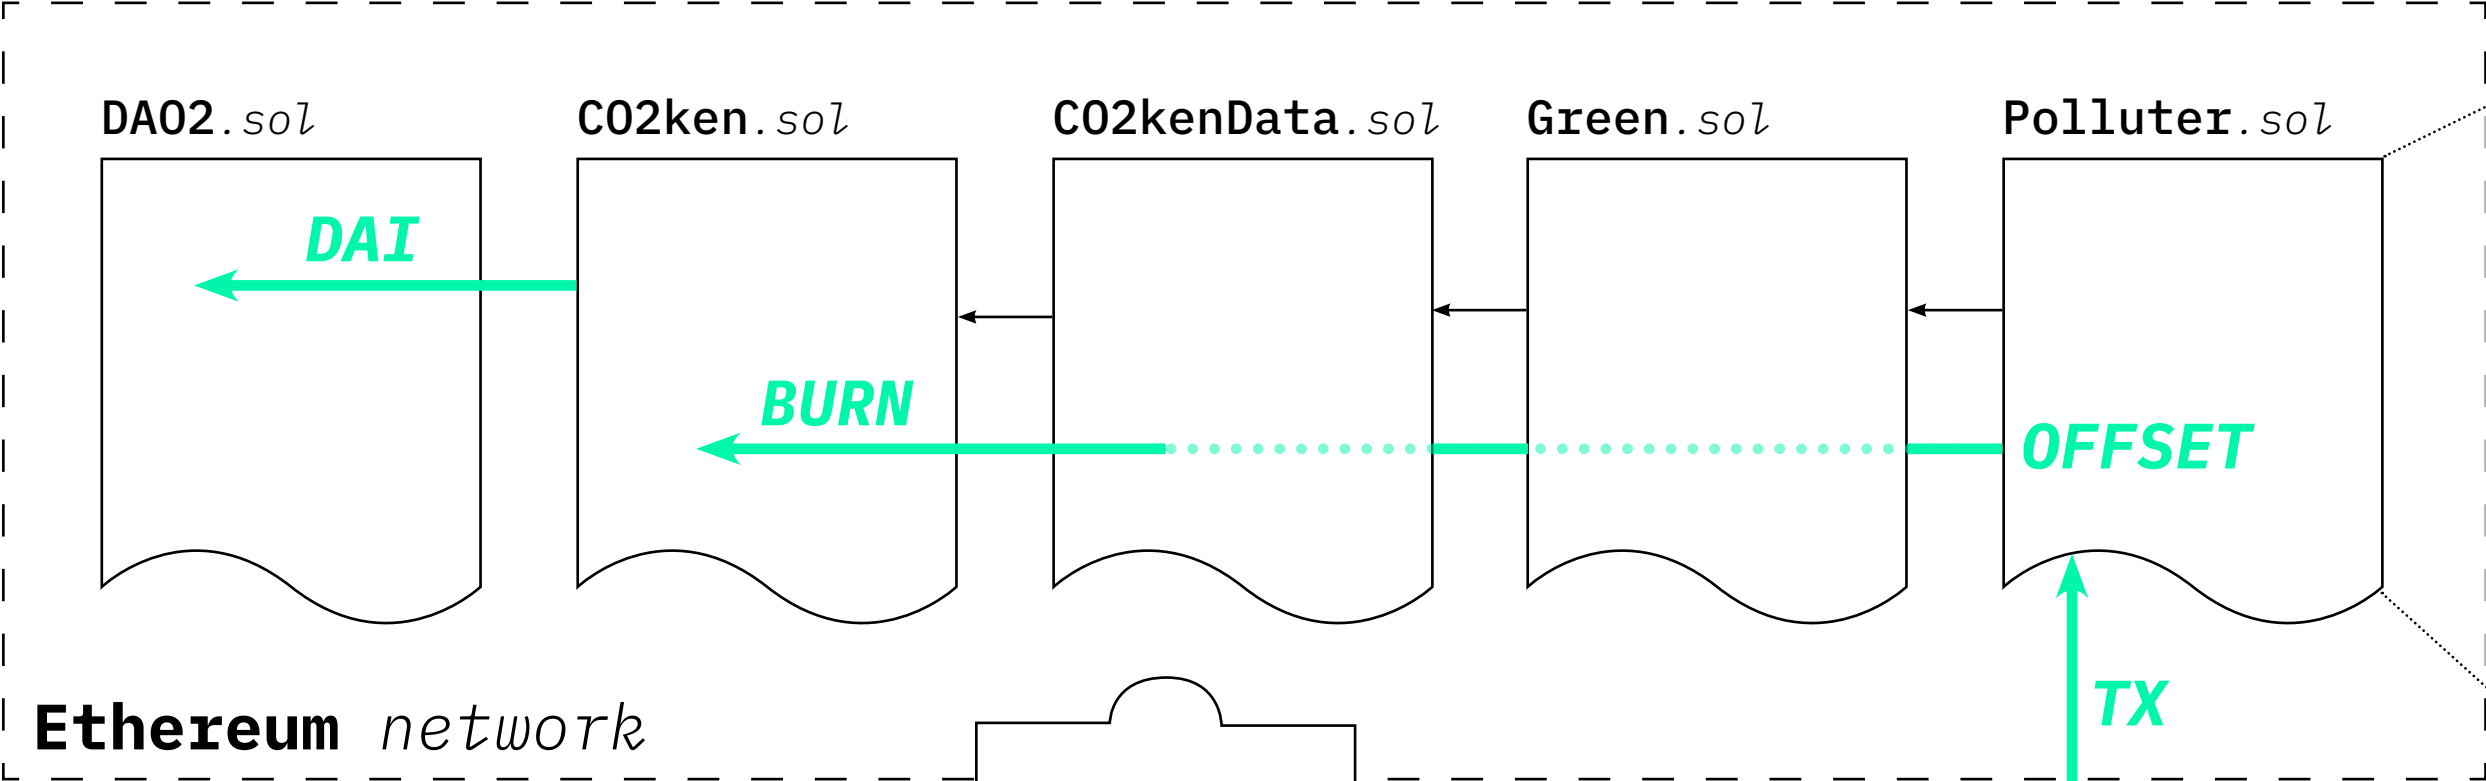 DAO2.sol
CO2ken.sol
CO2kenData.sol
Green.sol
Polluter.sol
DAI
BURN
OFFSET
TX
Ethereum network